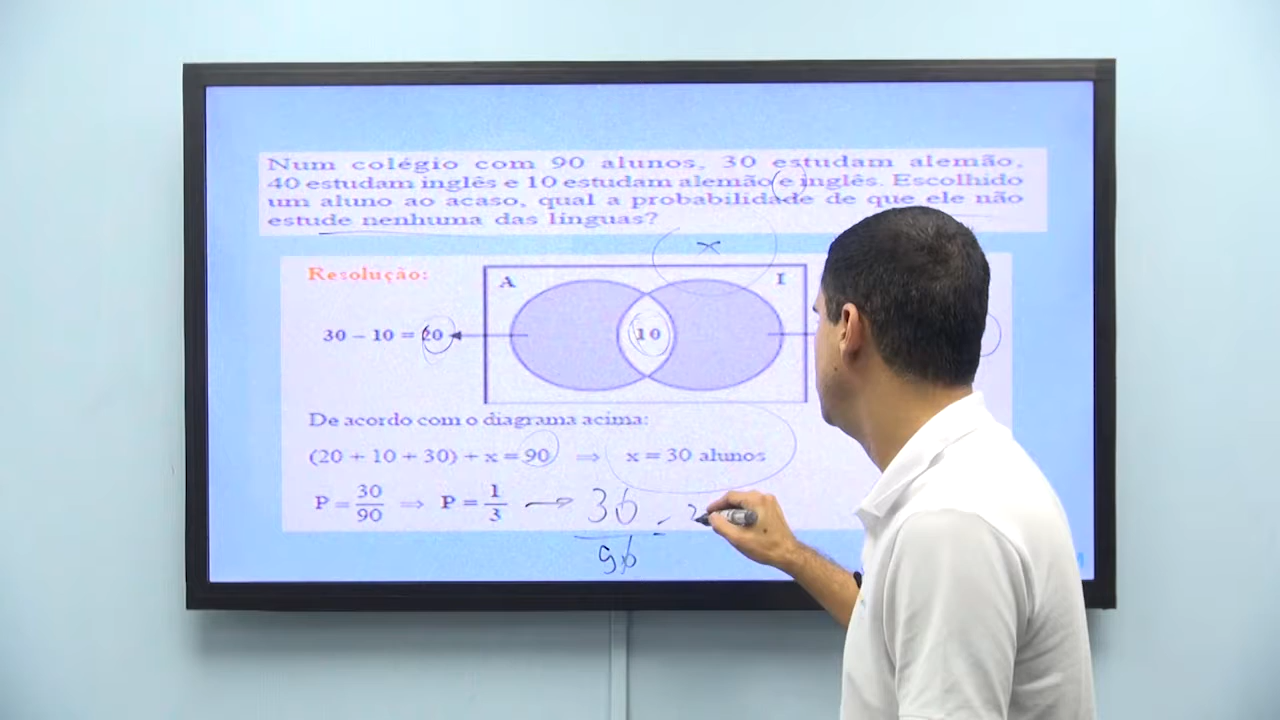 Num colégio com 90 alunos, 30 estudam alemão,
40 estudam inglês e 10 estudam alemão e inglês. Escolhido
um aluno ao acaso, qual a probabilidade de que ele não
estude nenhuma das línguas?
x
Resolução:
A
I
30 – 10 = 20
10
De acordo com o diagrama acima:
(20 + 10 + 30) + x = 90 ⇒ x = 30 alunos
P = 30/90 ⇒ P = 1/3 → 30/90 =